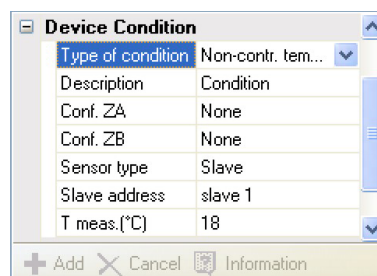 Device Condition
Type of condition Non-contr. tem...
Description Condition
Conf. ZA None
Conf. ZB None
Sensor type Slave
Slave address slave 1
T meas.(°C) 18
Add Cancel Information